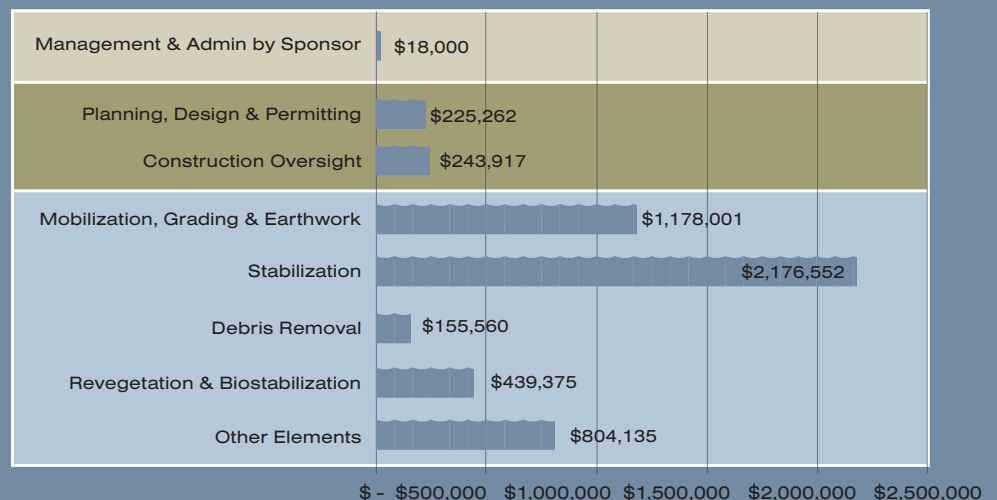 Management & Admin by Sponsor $18,000
Planning, Design & Permitting $225,262
Construction Oversight $243,917
Mobilization, Grading & Earthwork $1,178,001
Stabilization $2,176,552
Debris Removal $155,560
Revegetation & Biostabilization $439,375
Other Elements $804,135
$ - $500,000 $1,000,000 $1,500,000 $2,000,000 $2,500,000